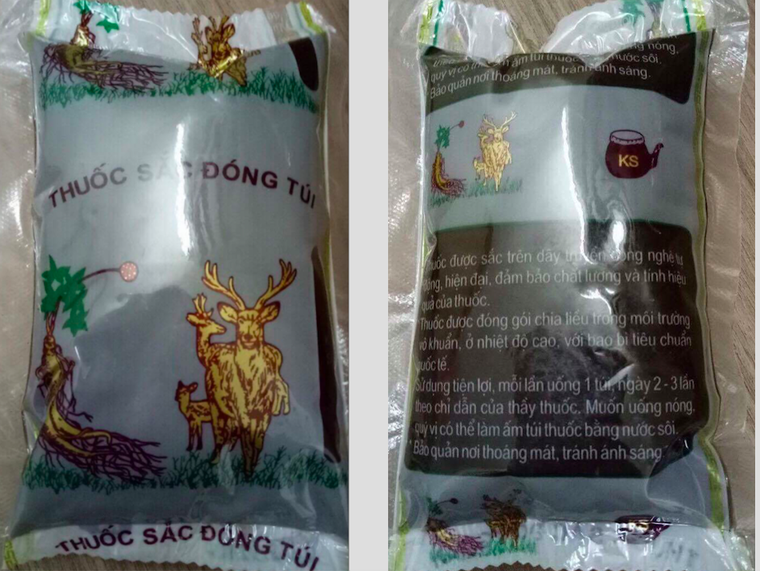 THUỐC SẮC ĐÓNG TÚI
THUỐC SẮC ĐÓNG TÚI
nóng,
quý vị có thể ấm túi thuốc nước sôi.
Bảo quản nơi thoáng mát, tránh ánh sáng.
KS
Thuốc được sắc trên dây truyền công nghệ tự
động, hiện đại, đảm bảo chất lượng và tính hiệu
quả của thuốc.
* Thuốc được đóng gói chia liều trong môi trường
vô khuẩn, ở nhiệt độ cao, với bao bì tiêu chuẩn
quốc tế.
Sử dụng tiện lợi, mỗi lần uống 1 túi, ngày 2 - 3 lần
theo chỉ dẫn của thầy thuốc. Muốn uống nóng,
quý vị có thể làm ấm túi thuốc bằng nước sôi.
* Bảo quản nơi thoáng mát, tránh ánh sáng.